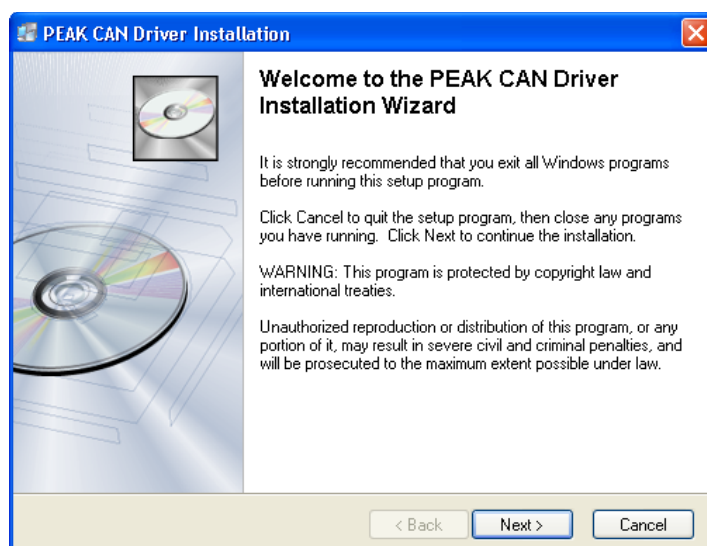 PEAK CAN Driver Installation
Welcome to the PEAK CAN Driver
Installation Wizard
It is strongly recommended that you exit all Windows programs
before running this setup program.
Click Cancel to quit the setup program, then close any programs
you have running.  Click Next to continue the installation.
WARNING: This program is protected by copyright law and
international treaties.
Unauthorized reproduction or distribution of this program, or any
portion of it, may result in severe civil and criminal penalties, and
will be prosecuted to the maximum extent possible under law.
< Back
Next >
Cancel